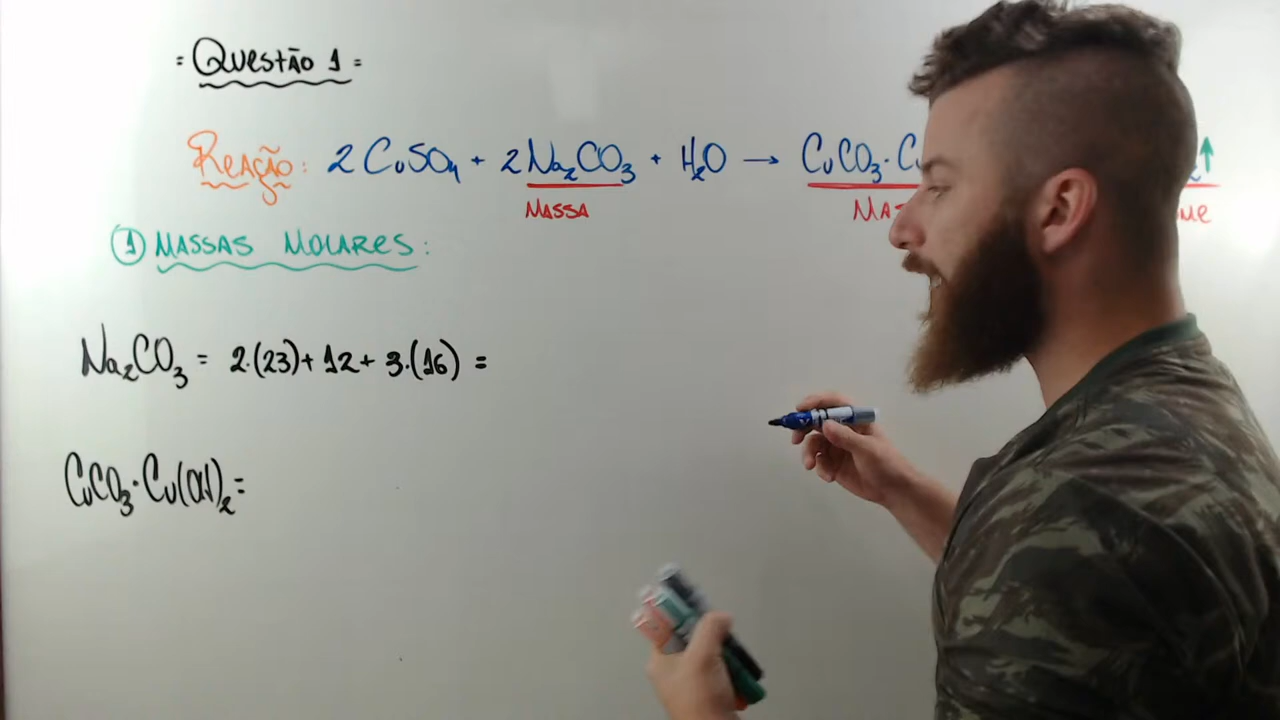 = Questão 1 =
Reação: 2 CuSO₄ + 2 Na₂CO₃ + H₂O → CuCO₃ · C
MASSA
① MASSAS MOLARES:
Na₂CO₃ = 2·(23) + 12 + 3·(16) =
CuCO₃·Cu(OH)₂ =